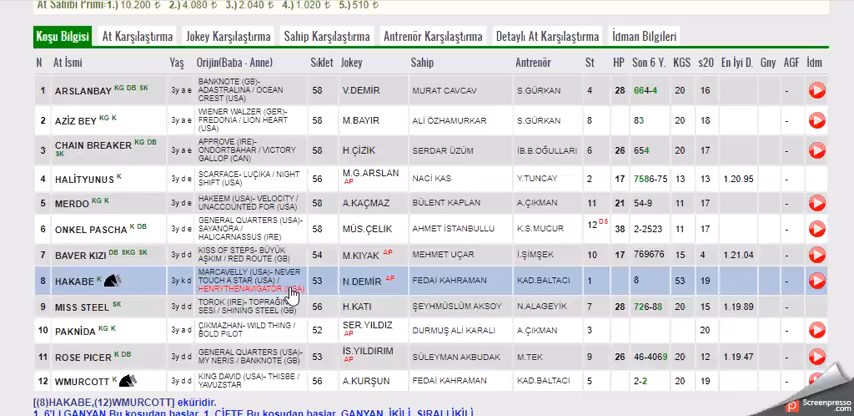 At Sahibi Primi: 1.) 10.200 ₺ 2.) 4.080 ₺ 3.) 2.040 ₺ 4.) 1.020 ₺ 5.) 510 ₺
Koşu Bilgisi At Karşılaştırma Jokey Karşılaştırma Sahip Karşılaştırma Antrenör Karşılaştırma Detaylı At Karşılaştırma İdman Bilgileri
N At İsmi Yaş Orijin(Baba - Anne) Sıklet Jokey Sahip Antrenör St HP Son 6 Y. KGS s20 En İyi D. Gny AGF İdm
1 ARSLANBAY KG DB SK 3y a e BANKNOTE (GB)- ADASTRALINA / OCEAN CREST (USA) 58 V.DEMİR MURAT CAVCAV S.GÜRKAN 4 28 664-4 20 16 -
2 AZİZ BEY KG K 3y a e WIENER WALZER (GER)- FREDONIA / LION HEART (USA) 58 M.BAYIR ALİ ÖZHAMURKAR S.GÜRKAN 8 83 20 18 -
3 CHAIN BREAKER KG DB SK 3y a e APPROVE (IRE)- ONDÖRTBAHAR / VICTORY GALLOP (CAN) 58 H.ÇİZİK SERDAR ÜZÜM İB.B.OĞULLARI 6 26 654 20 17 -
4 HALİTYUNUS K 3y d e SCARFACE- LUÇİKA / NIGHT SHIFT (USA) 56 M.G.ARSLAN AP NACİ KAS Y.TUNCAY 2 17 7586-75 13 13 1.20.95 -
5 MERDO KG K 3y d e HAKEEM (USA)- VELOCITY / UNACCOUNTED FOR (USA) 58 A.KAÇMAZ BÜLENT KAPLAN A.ÇIKMAN 11 21 54-9 11 17 -
6 ONKEL PASCHA K DB 3y d e GENERAL QUARTERS (USA)- SAYANORA / HALICARNASSUS (IRE) 58 MÜS.ÇELİK AHMET İSTANBULLU K.S.MUCUR 12 DS 38 2-2523 11 17 -
7 BAVER KIZI DB SKG SK 3y d d KISS OF STEPS- BÜYÜK AŞKIM / RED ROUTE (GB) 54 M.KIYAK AP MEHMET UÇAR İ.ŞİMŞEK 10 17 769676 15 4 1.21.04 -
8 HAKABE K 3y k d MARCAVELLY (USA)- NEVER TOUCH A STAR (USA) / HENRYTHENAVIGATOR (USA) 53 N.DEMİR AP FEDAİ KAHRAMAN KAD.BALTACI 1 8 53 19 -
9 MISS STEEL SK 3y d d TOROK (IRE)- TOPRAĞIN SESİ / SHINING STEEL (GB) 56 H.KATI ŞEYHMÜSLÜM AKSOY N.ALAGEYİK 7 28 726-88 9 15 1.19.89 -
10 PAKNİDA KG K 3y a d ÇIKMAZHAN- WILD THING / BOLD PILOT 52 SER.YILDIZ AP DURMUŞ ALİ KARALI A.ÇIKMAN 3 20 -
11 ROSE PICER K DB 3y d d GENERAL QUARTERS (USA)- MY NERIS / BANKNOTE (GB) 53 İS.YILDIRIM AP SÜLEYMAN AKBUDAK M.TEK 9 26 46-4069 20 12 1.19.47 -
12 WMURCOTT K 3y d d KING DAVID (USA)- THISBE / YAVUZSTAR 56 A.KURŞUN FEDAİ KAHRAMAN KAD.BALTACI 5 2-2 20 19 -
[(8)HAKABE,(12)WMURCOTT] eküridir.
1. 6'LI GANYAN Bu koşudan başlar. 1. ÇİFTE Bu koşudan başlar. GANYAN, İKİLİ, SIRALI İKİLİ
Screenpresso
.com